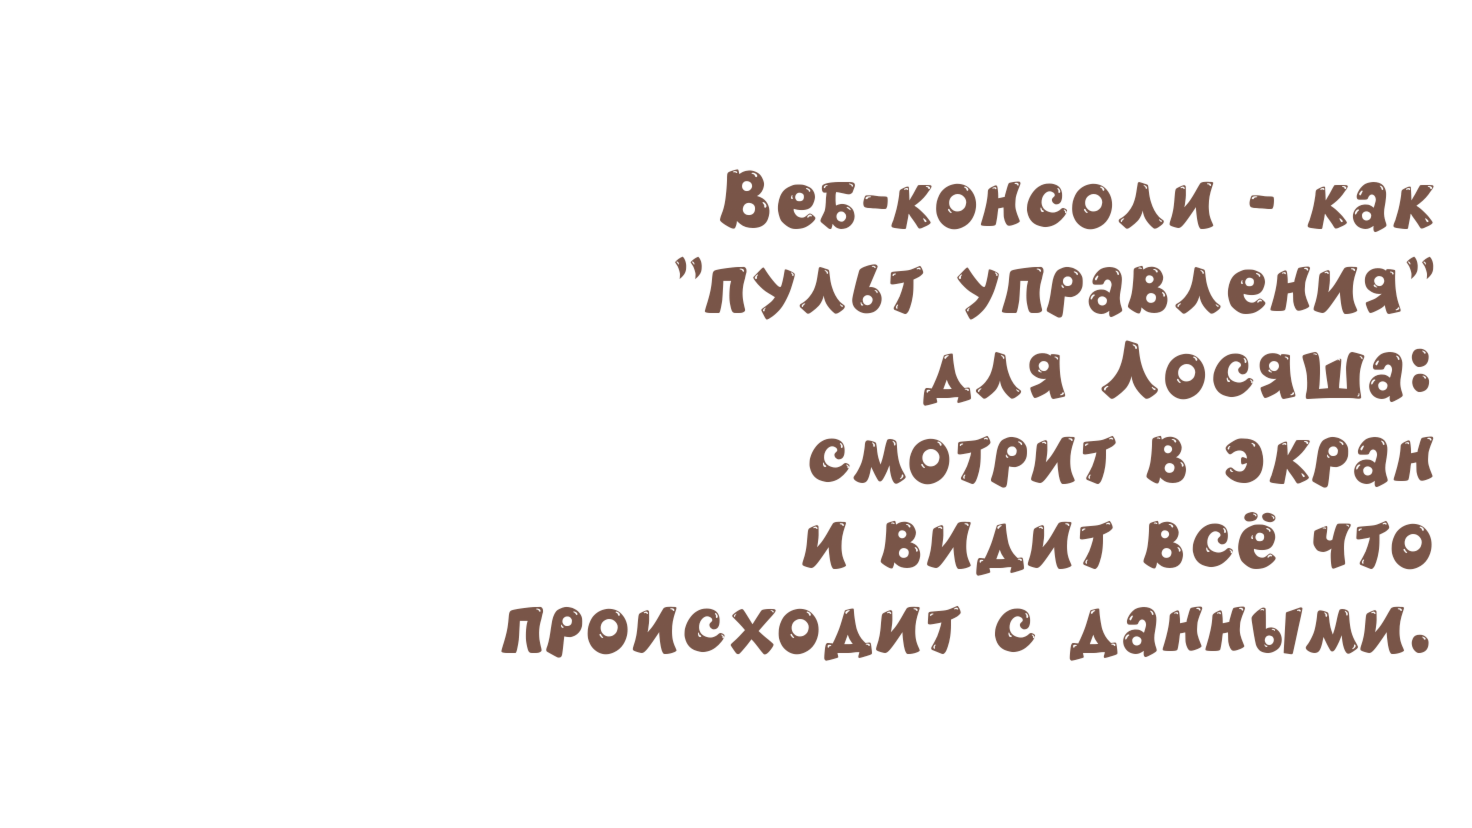 Веб-консоли - как
"пульт управления"
для Лосяша:
смотрит в экран
и видит всё что
происходит с данными.